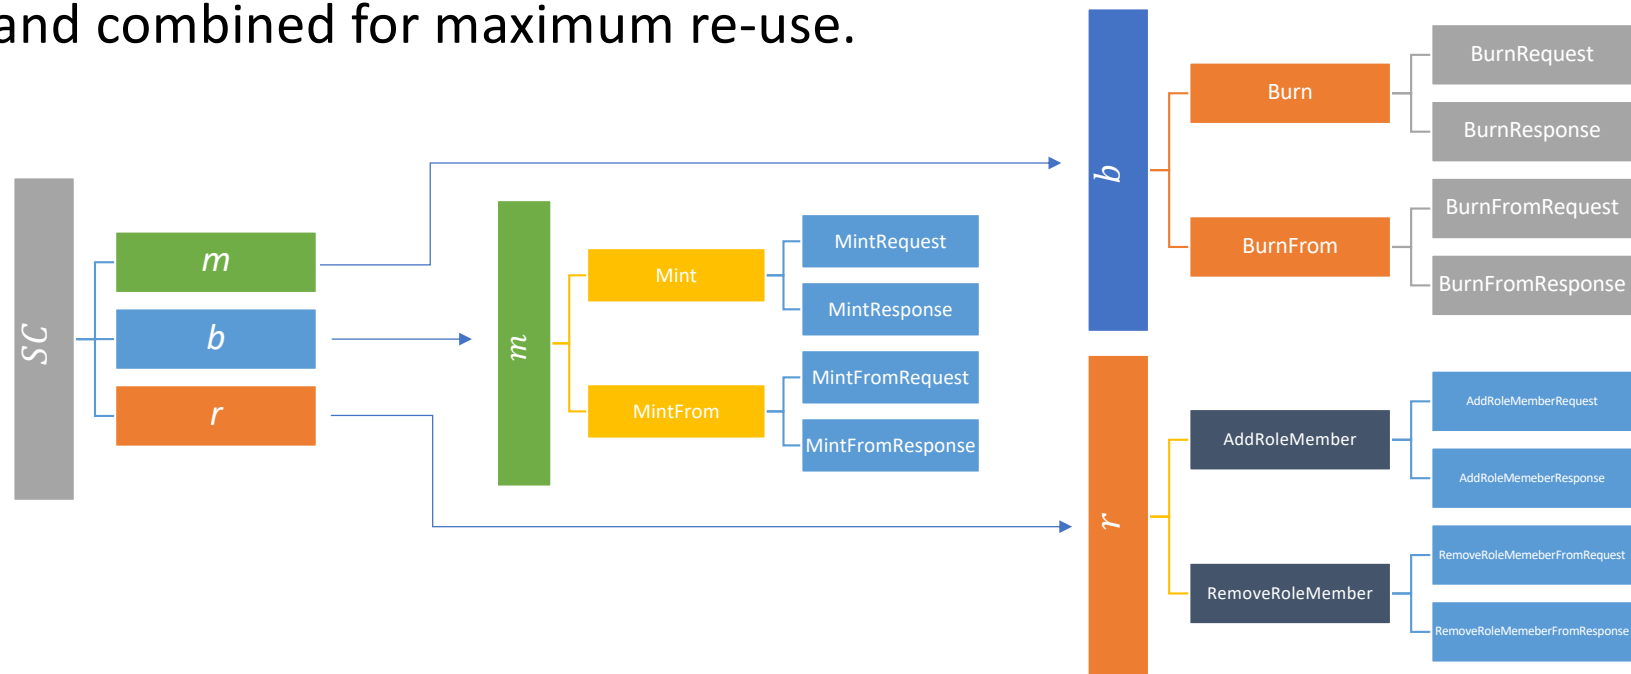 and combined for maximum re-use.
SC
m
b
r
m
Mint
MintFrom
MintRequest
MintResponse
MintFromRequest
MintFromResponse
b
Burn
BurnFrom
BurnRequest
BurnResponse
BurnFromRequest
BurnFromResponse
r
AddRoleMember
RemoveRoleMember
AddRoleMemberRequest
AddRoleMemeberResponse
RemoveRoleMemeberFromRequest
RemoveRoleMemeberFromResponse